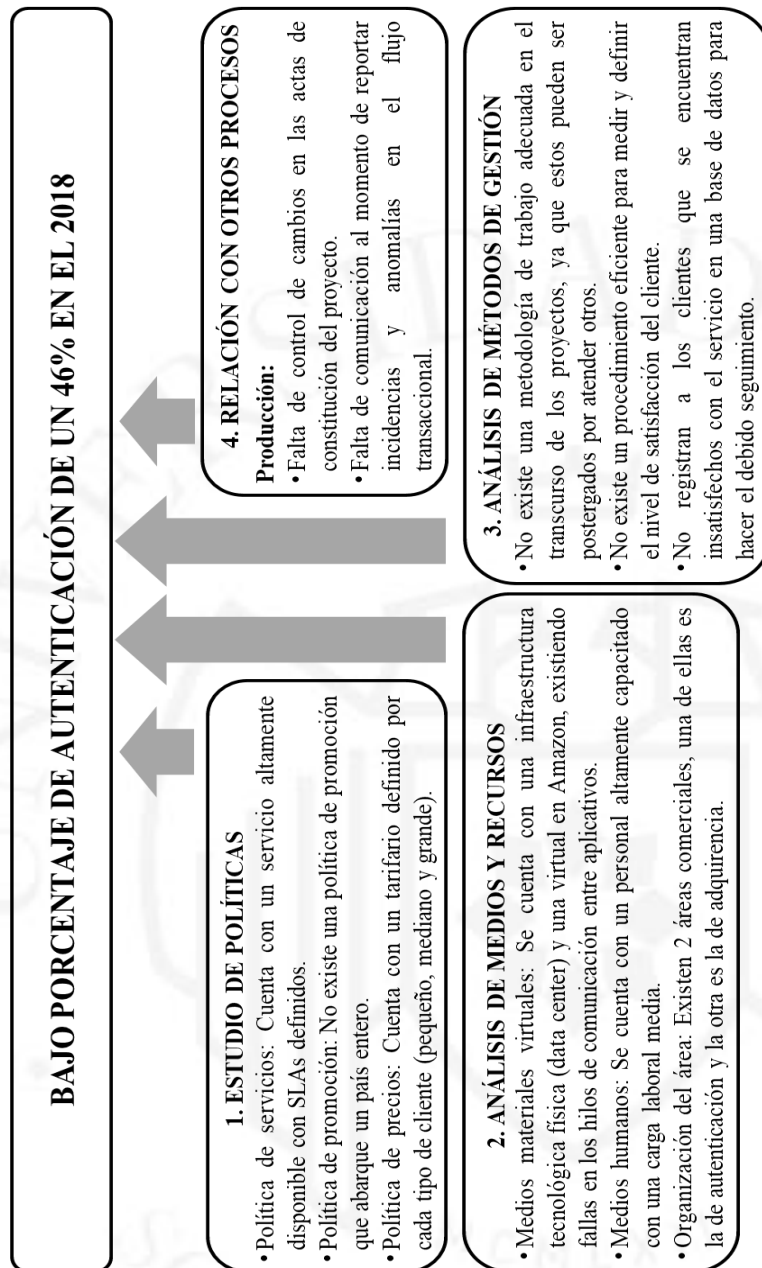 BAJO PORCENTAJE DE AUTENTICACIÓN DE UN 46% EN EL 2018
1. ESTUDIO DE POLÍTICAS
• Política de servicios: Cuenta con un servicio altamente
disponible con SLAs definidos.
• Política de promoción: No existe una política de promoción
que abarque un país entero.
• Política de precios: Cuenta con un tarifario definido por
cada tipo de cliente (pequeño, mediano y grande).
2. ANÁLISIS DE MEDIOS Y RECURSOS
• Medios materiales virtuales: Se cuenta con una infraestructura
tecnológica física (data center) y una virtual en Amazon, existiendo
fallas en los hilos de comunicación entre aplicativos.
• Medios humanos: Se cuenta con un personal altamente capacitado
con una carga laboral media.
• Organización del área: Existen 2 áreas comerciales, una de ellas es
la de autenticación y la otra es la de adquirencia.
3. ANÁLISIS DE MÉTODOS DE GESTIÓN
• No existe una metodología de trabajo adecuada en el
transcurso de los proyectos, ya que estos pueden ser
postergados por atender otros.
• No existe un procedimiento eficiente para medir y definir
el nivel de satisfacción del cliente.
• No registran a los clientes que se encuentran
insatisfechos con el servicio en una base de datos para
hacer el debido seguimiento.
4. RELACIÓN CON OTROS PROCESOS
Producción:
• Falta de control de cambios en las actas de
constitución del proyecto.
• Falta de comunicación al momento de reportar
incidencias y anomalías en el flujo
transaccional.